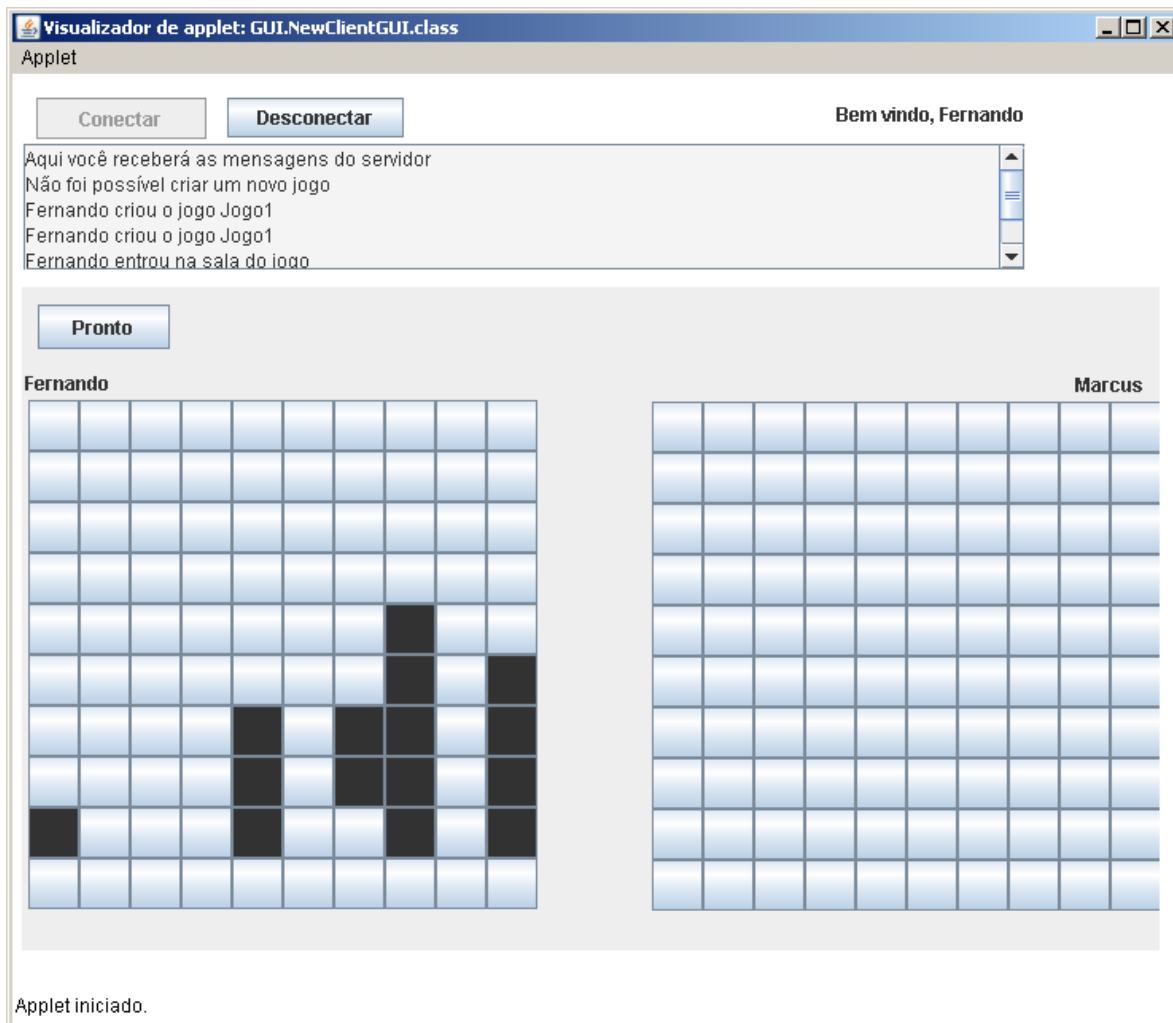 Visualizador de applet: GUI.NewClientGUI.class
Applet
Conectar
Desconectar
Bem vindo, Fernando
Aqui você receberá as mensagens do servidor
Não foi possível criar um novo jogo
Fernando criou o jogo Jogo1
Fernando criou o jogo Jogo1
Fernando entrou na sala do jogo
Pronto
Fernando
Marcus
Applet iniciado.